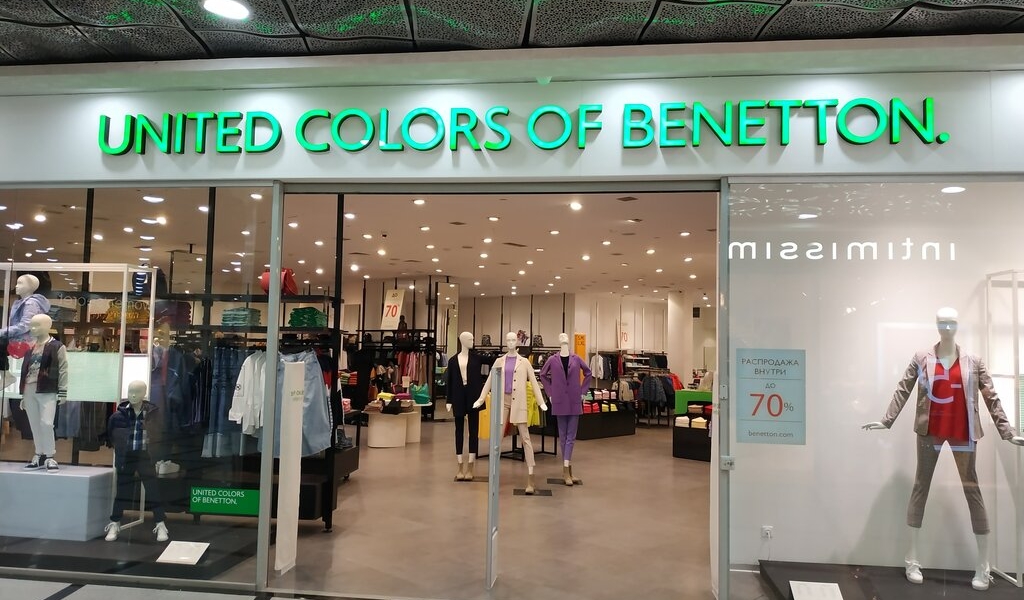 UNITED COLORS OF BENETTON.
intimissimi
70
РАСПРОДАЖА
ВНУТРИ
ДО
70%
benetton.com
UNITED COLORS
OF BENETTON.